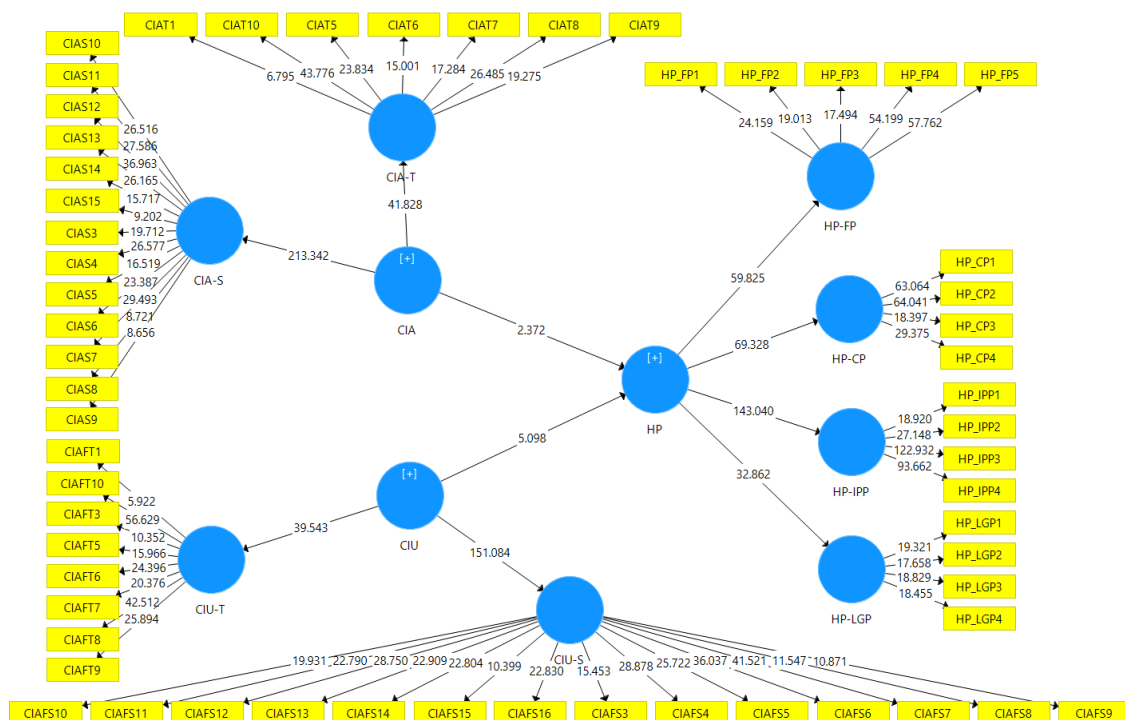 CIAT1
CIAT10
CIAT5
CIAT6
CIAT7
CIAT8
CIAT9
6.795
43.776
23.834
15.001
17.284
26.485
19.275
CIA-T
41.828
CIAS10
CIAS11
CIAS12
CIAS13
CIAS14
CIAS15
CIAS3
CIAS4
CIAS5
CIAS6
CIAS7
CIAS8
CIAS9
26.516
27.586
36.963
26.165
15.717
9.202
19.712
26.577
16.519
23.387
29.493
8.721
8.656
CIA-S
213.342
[+]
CIA
2.372
HP_FP1
HP_FP2
HP_FP3
HP_FP4
HP_FP5
24.159
19.013
17.494
54.199
57.762
HP-FP
59.825
HP_CP1
HP_CP2
HP_CP3
HP_CP4
63.064
64.041
18.397
29.375
HP-CP
69.328
[+]
HP
143.040
HP_IPP1
HP_IPP2
HP_IPP3
HP_IPP4
18.920
27.148
122.932
93.662
HP-IPP
32.862
HP_LGP1
HP_LGP2
HP_LGP3
HP_LGP4
19.321
17.658
18.829
18.455
HP-LGP
5.098
[+]
CIU
39.543
151.084
CIAFT1
CIAFT10
CIAFT3
CIAFT5
CIAFT6
CIAFT7
CIAFT8
CIAFT9
5.922
56.629
10.352
15.966
24.396
20.376
42.512
25.894
CIU-T
CIU-S
19.931
22.790
28.750
22.909
22.804
10.399
22.830
15.453
28.878
25.722
36.037
41.521
11.547
10.871
CIAFS10
CIAFS11
CIAFS12
CIAFS13
CIAFS14
CIAFS15
CIAFS16
CIAFS3
CIAFS4
CIAFS5
CIAFS6
CIAFS7
CIAFS8
CIAFS9